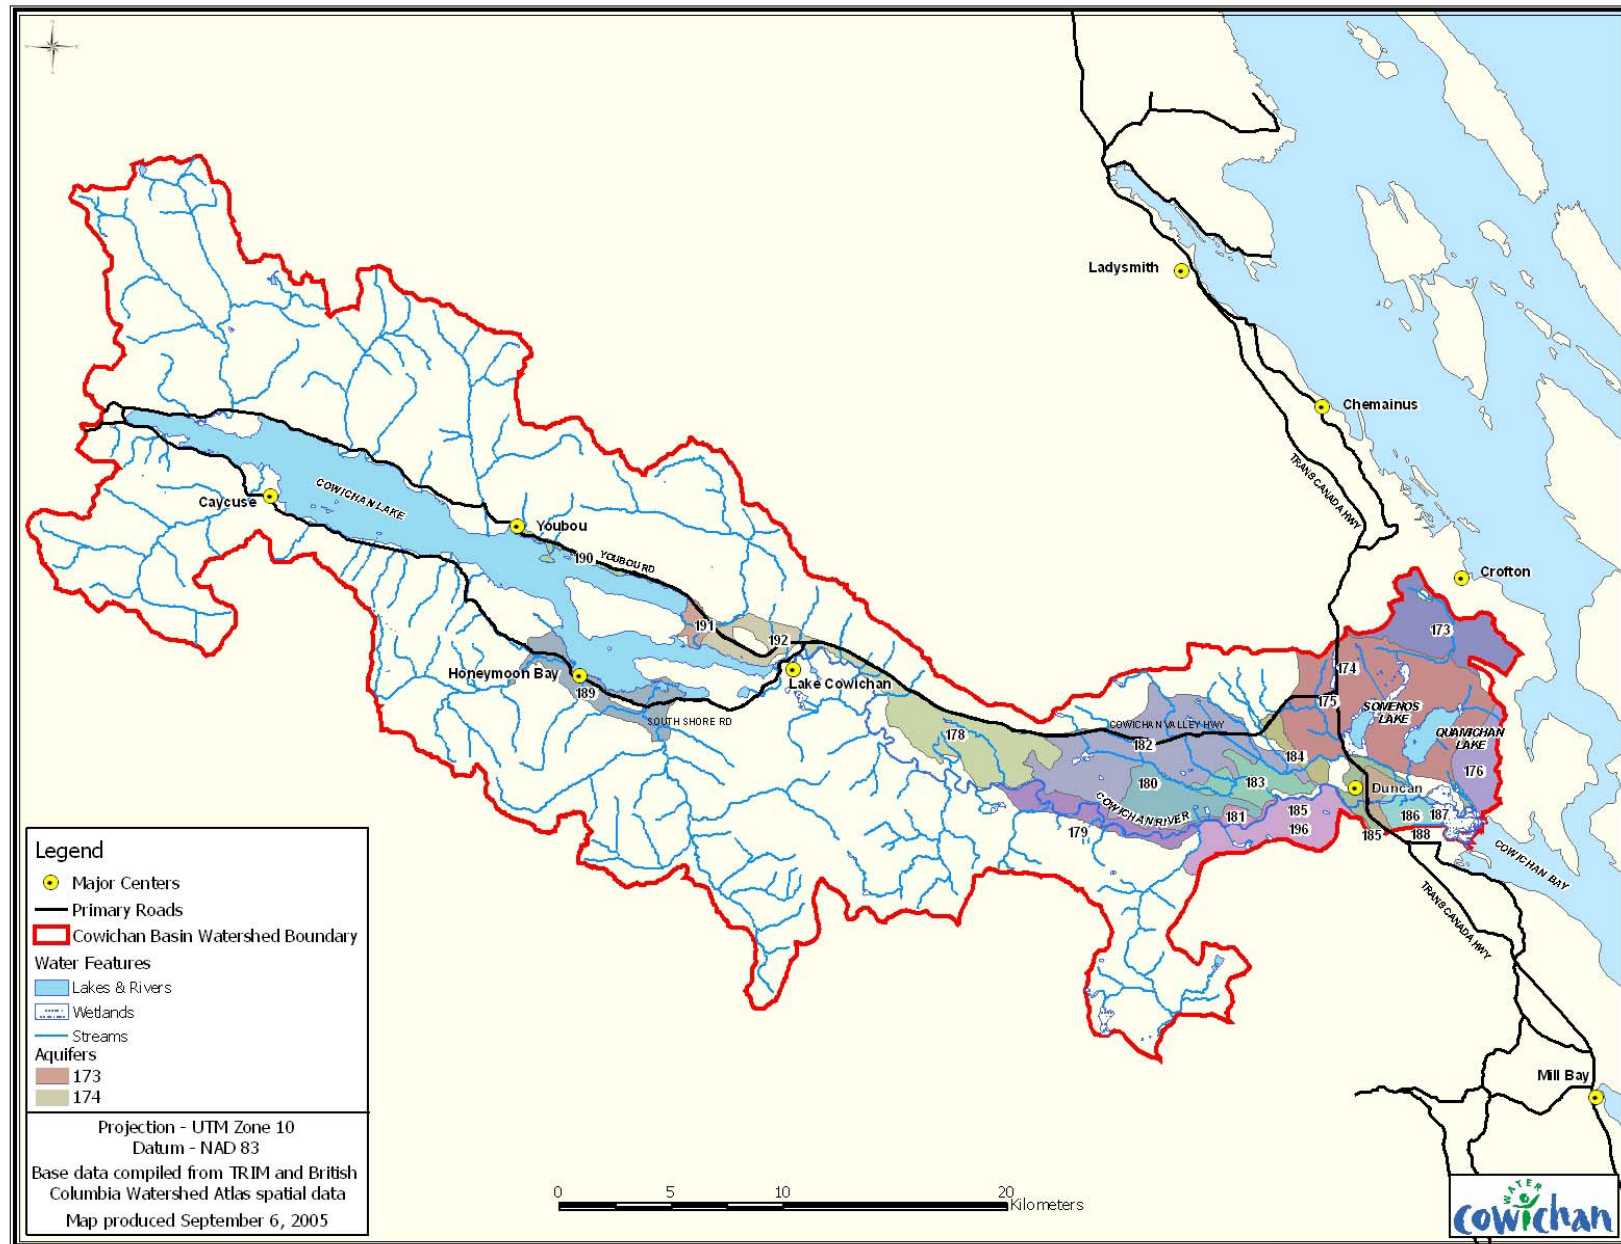 Ladysmith
Chemainus
TRANS CANADA HWY
Crofton
COWICHAN LAKE
Caycuse
Youbou
190
YOUBOU RD
191
192
173
174
Honeymoon Bay
189
Lake Cowichan
SOUTH SHORE RD
175
SOMENOS
LAKE
COWICHAN VALLEY HWY
178
182
QUAMICHAN
LAKE
184
176
180
183
Duncan
COWICHAN RIVER
181
185
186
187
179
196
185
188
COWICHAN BAY
TRANS CANADA HWY
Mill Bay
Legend
Major Centers
Primary Roads
Cowichan Basin Watershed Boundary
Water Features
Lakes & Rivers
Wetlands
Streams
Aquifers
173
174
Projection - UTM Zone 10
Datum - NAD 83
Base data compiled from TRIM and British
Columbia Watershed Atlas spatial data
Map produced September 6, 2005
0 5 10 20
Kilometers
WATER
cowichan